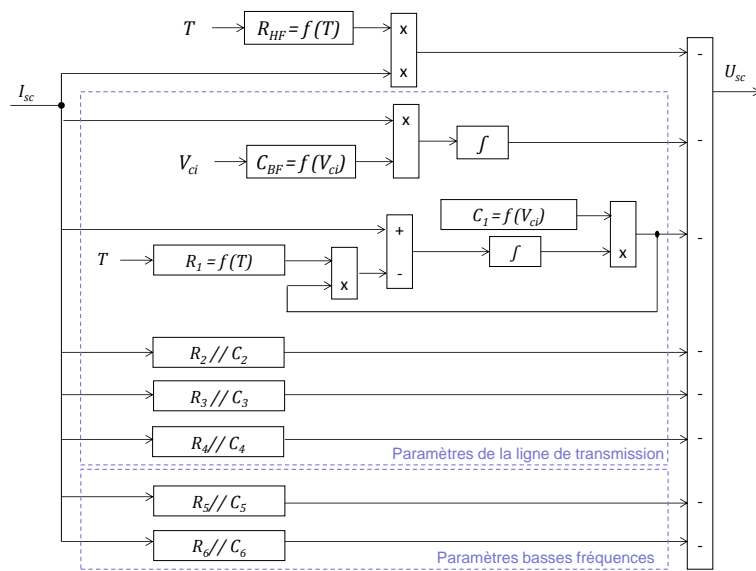 T
R_HF = f(T)
x
x
-
U_sc
I_sc
x
V_ci
C_BF = f(V_ci)
∫
-
C_1 = f(V_ci)
+
-
T
R_1 = f(T)
x
∫
x
-
R_2 // C_2
-
R_3 // C_3
-
R_4 // C_4
-
Paramètres de la ligne de transmission
R_5 // C_5
-
R_6 // C_6
-
Paramètres basses fréquences